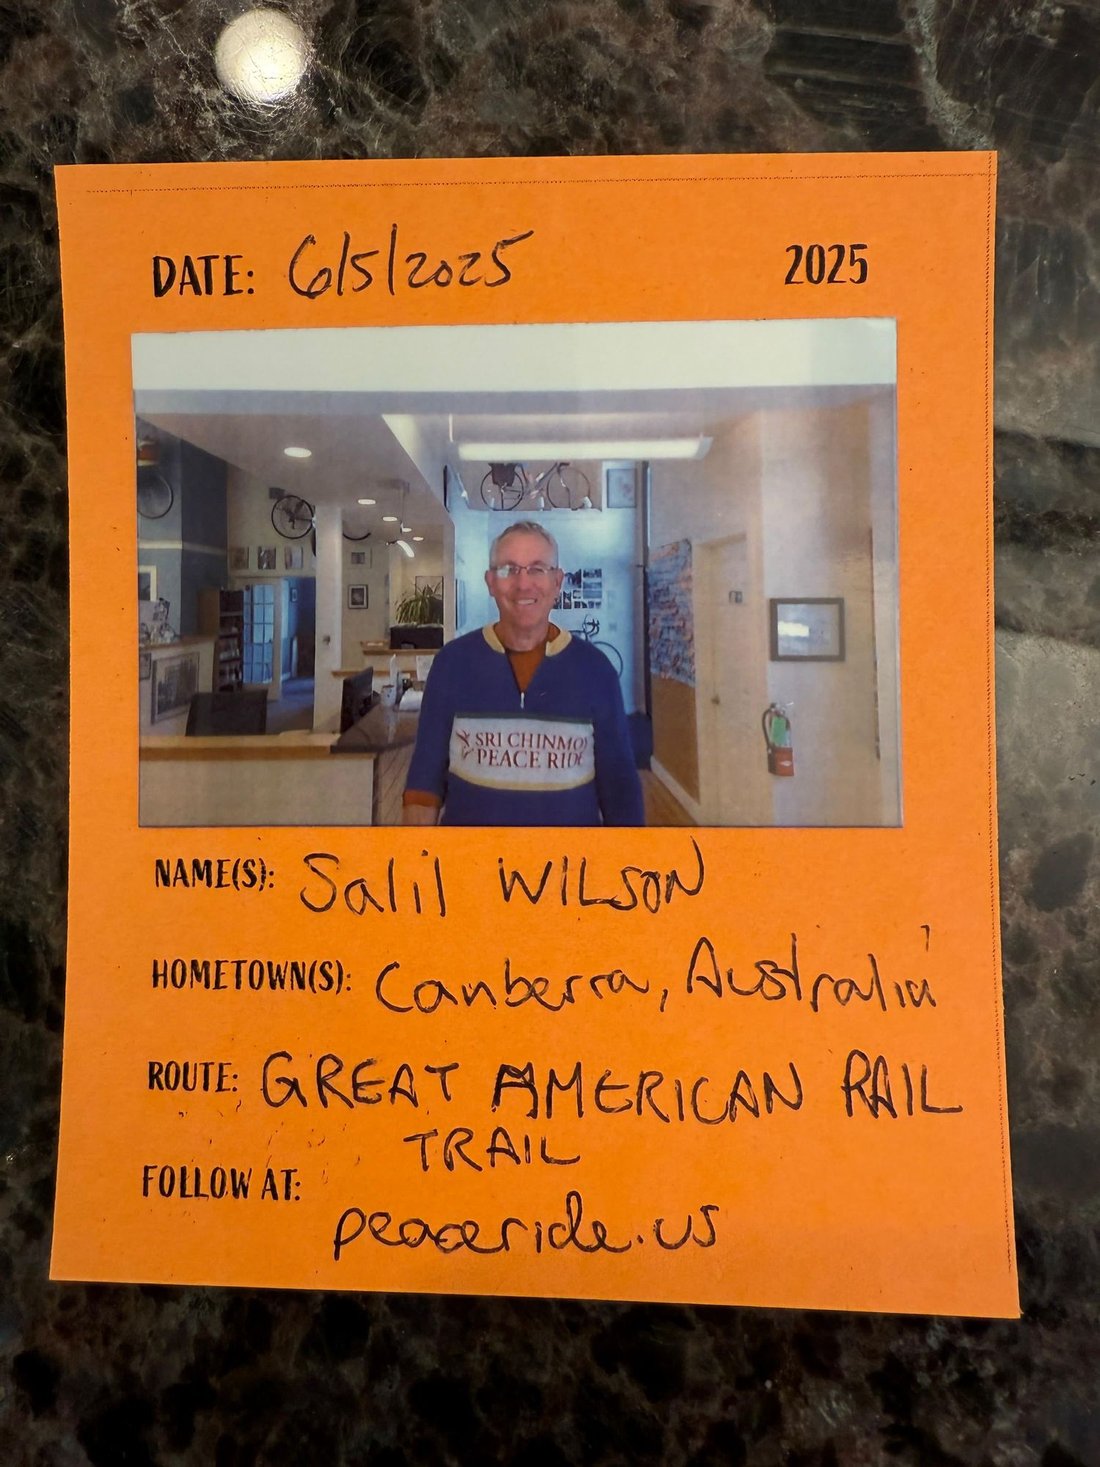 DATE: 6/5/2025 2025
SRI CHINMOY
PEACE RIDE
NAME(S): Salil WILSON
HOMETOWN(S): Canberra, Australia
ROUTE: GREAT AMERICAN RAIL
TRAIL
FOLLOW AT:
peaceride.us